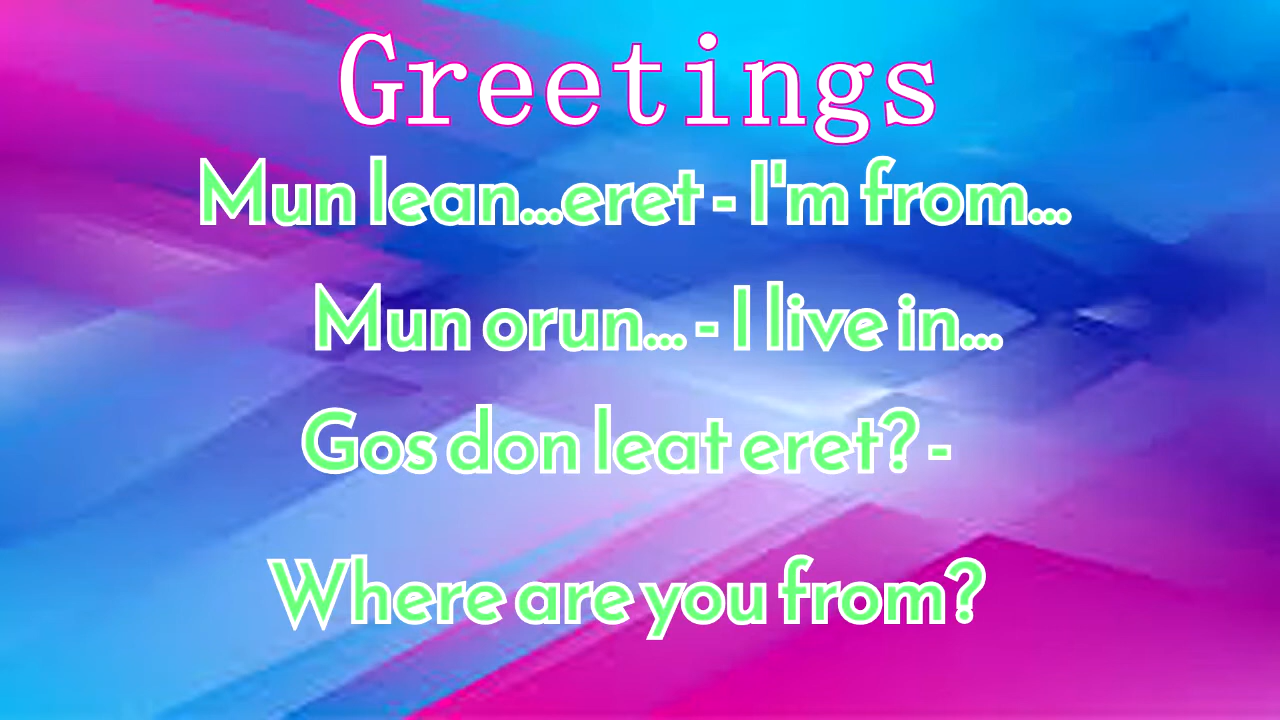 Greetings
Mun lean...eret - I'm from...
Mun orun... - I live in...
Gos don leat eret? -
Where are you from?